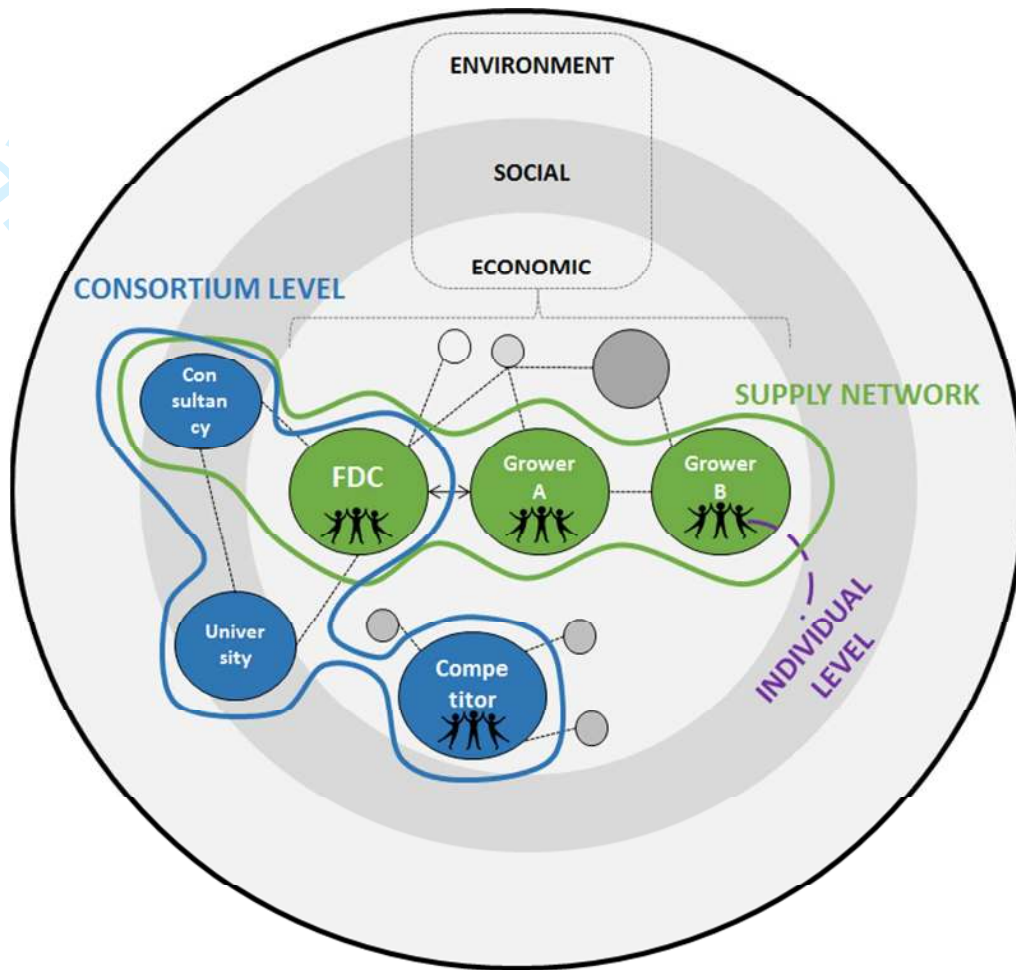 ENVIRONMENT
SOCIAL
ECONOMIC
CONSORTIUM LEVEL
Con
sultan
cy
SUPPLY NETWORK
FDC
Grower
A
Grower
B
Univer
sity
Compe
titor
INDIVIDUAL
LEVEL